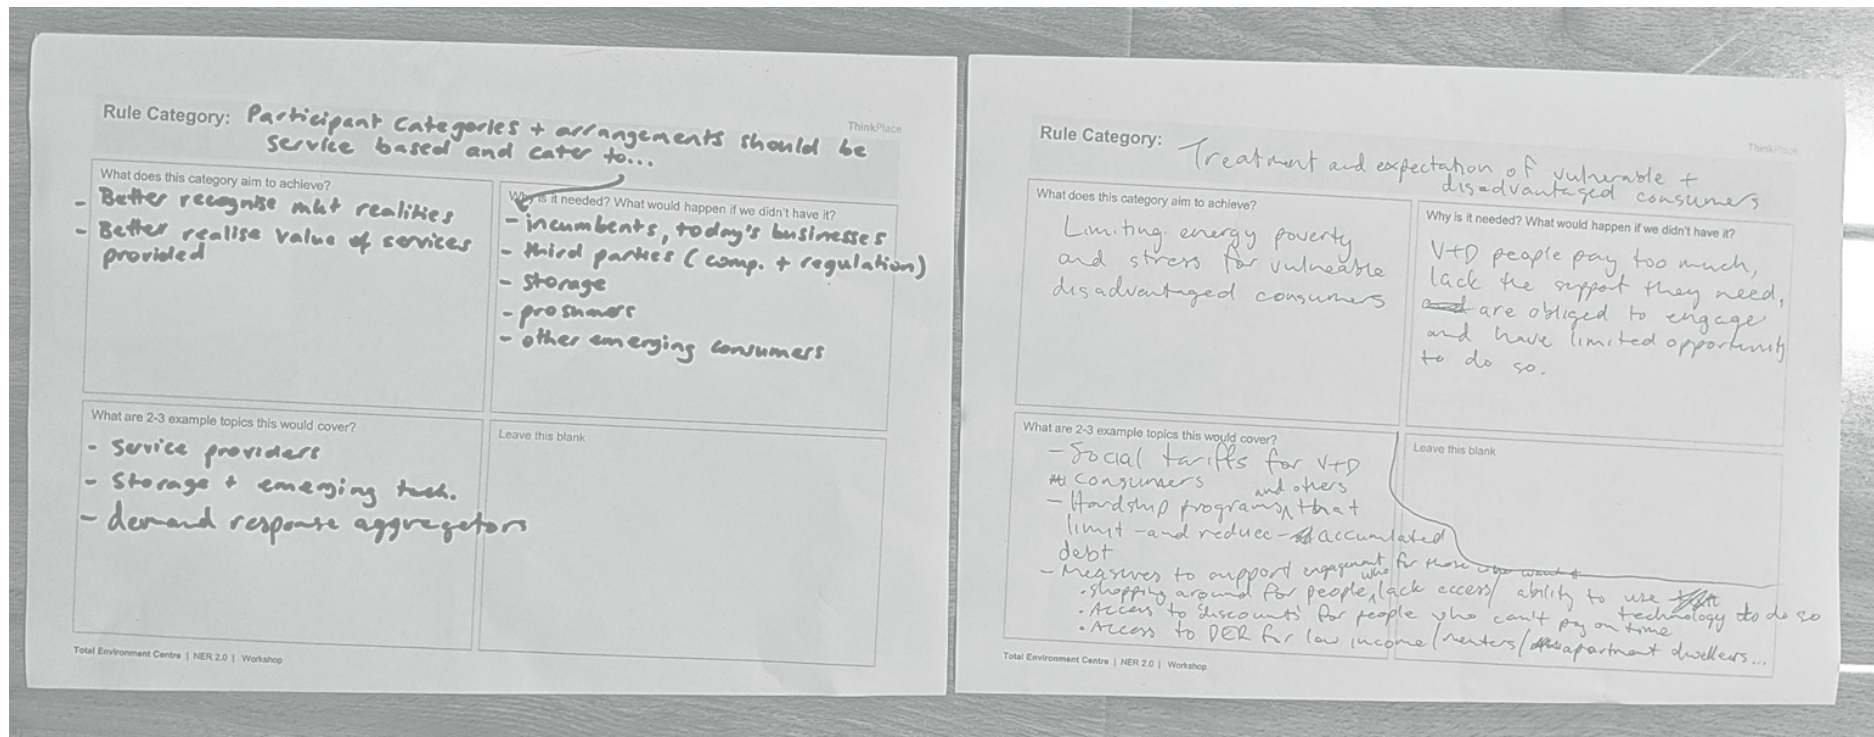 Rule Category: Participant Categories + arrangements should be
service based and cater to...
ThinkPlace
What does this category aim to achieve?
- Better recognise mkt realities
- Better realise value of services
provided
Why is it needed? What would happen if we didn't have it?
- incumbents, today's businesses
- third parties (comp. + regulation)
- storage
- prosumers
- other emerging consumers
What are 2-3 example topics this would cover?
- Service providers
- Storage + emerging tech.
- demand response aggregators
Leave this blank
Total Environment Centre | NER 2.0 | Workshop
Rule Category: Treatment and expectation of vulnerable +
disadvantaged consumers
ThinkPlace
What does this category aim to achieve?
Limiting energy poverty
and stress for vulneable
disadvantaged consumers
Why is it needed? What would happen if we didn't have it?
V+D people pay too much,
lack the support they need,
are obliged to engage
and have limited opportunity
to do so.
What are 2-3 example topics this would cover?
- Social tariffs for V+D
consumers
- Hardship programs and others that
limit - and reduce - accumulated
debt
- Measures to support engagement for those who want it
• shopping around for people who lack access/ability to use technology to do so
• Access to 'discounts' for people who can't pay on time
• Access to DER for low income/renters/apartment dwellers...
Leave this blank
Total Environment Centre | NER 2.0 | Workshop